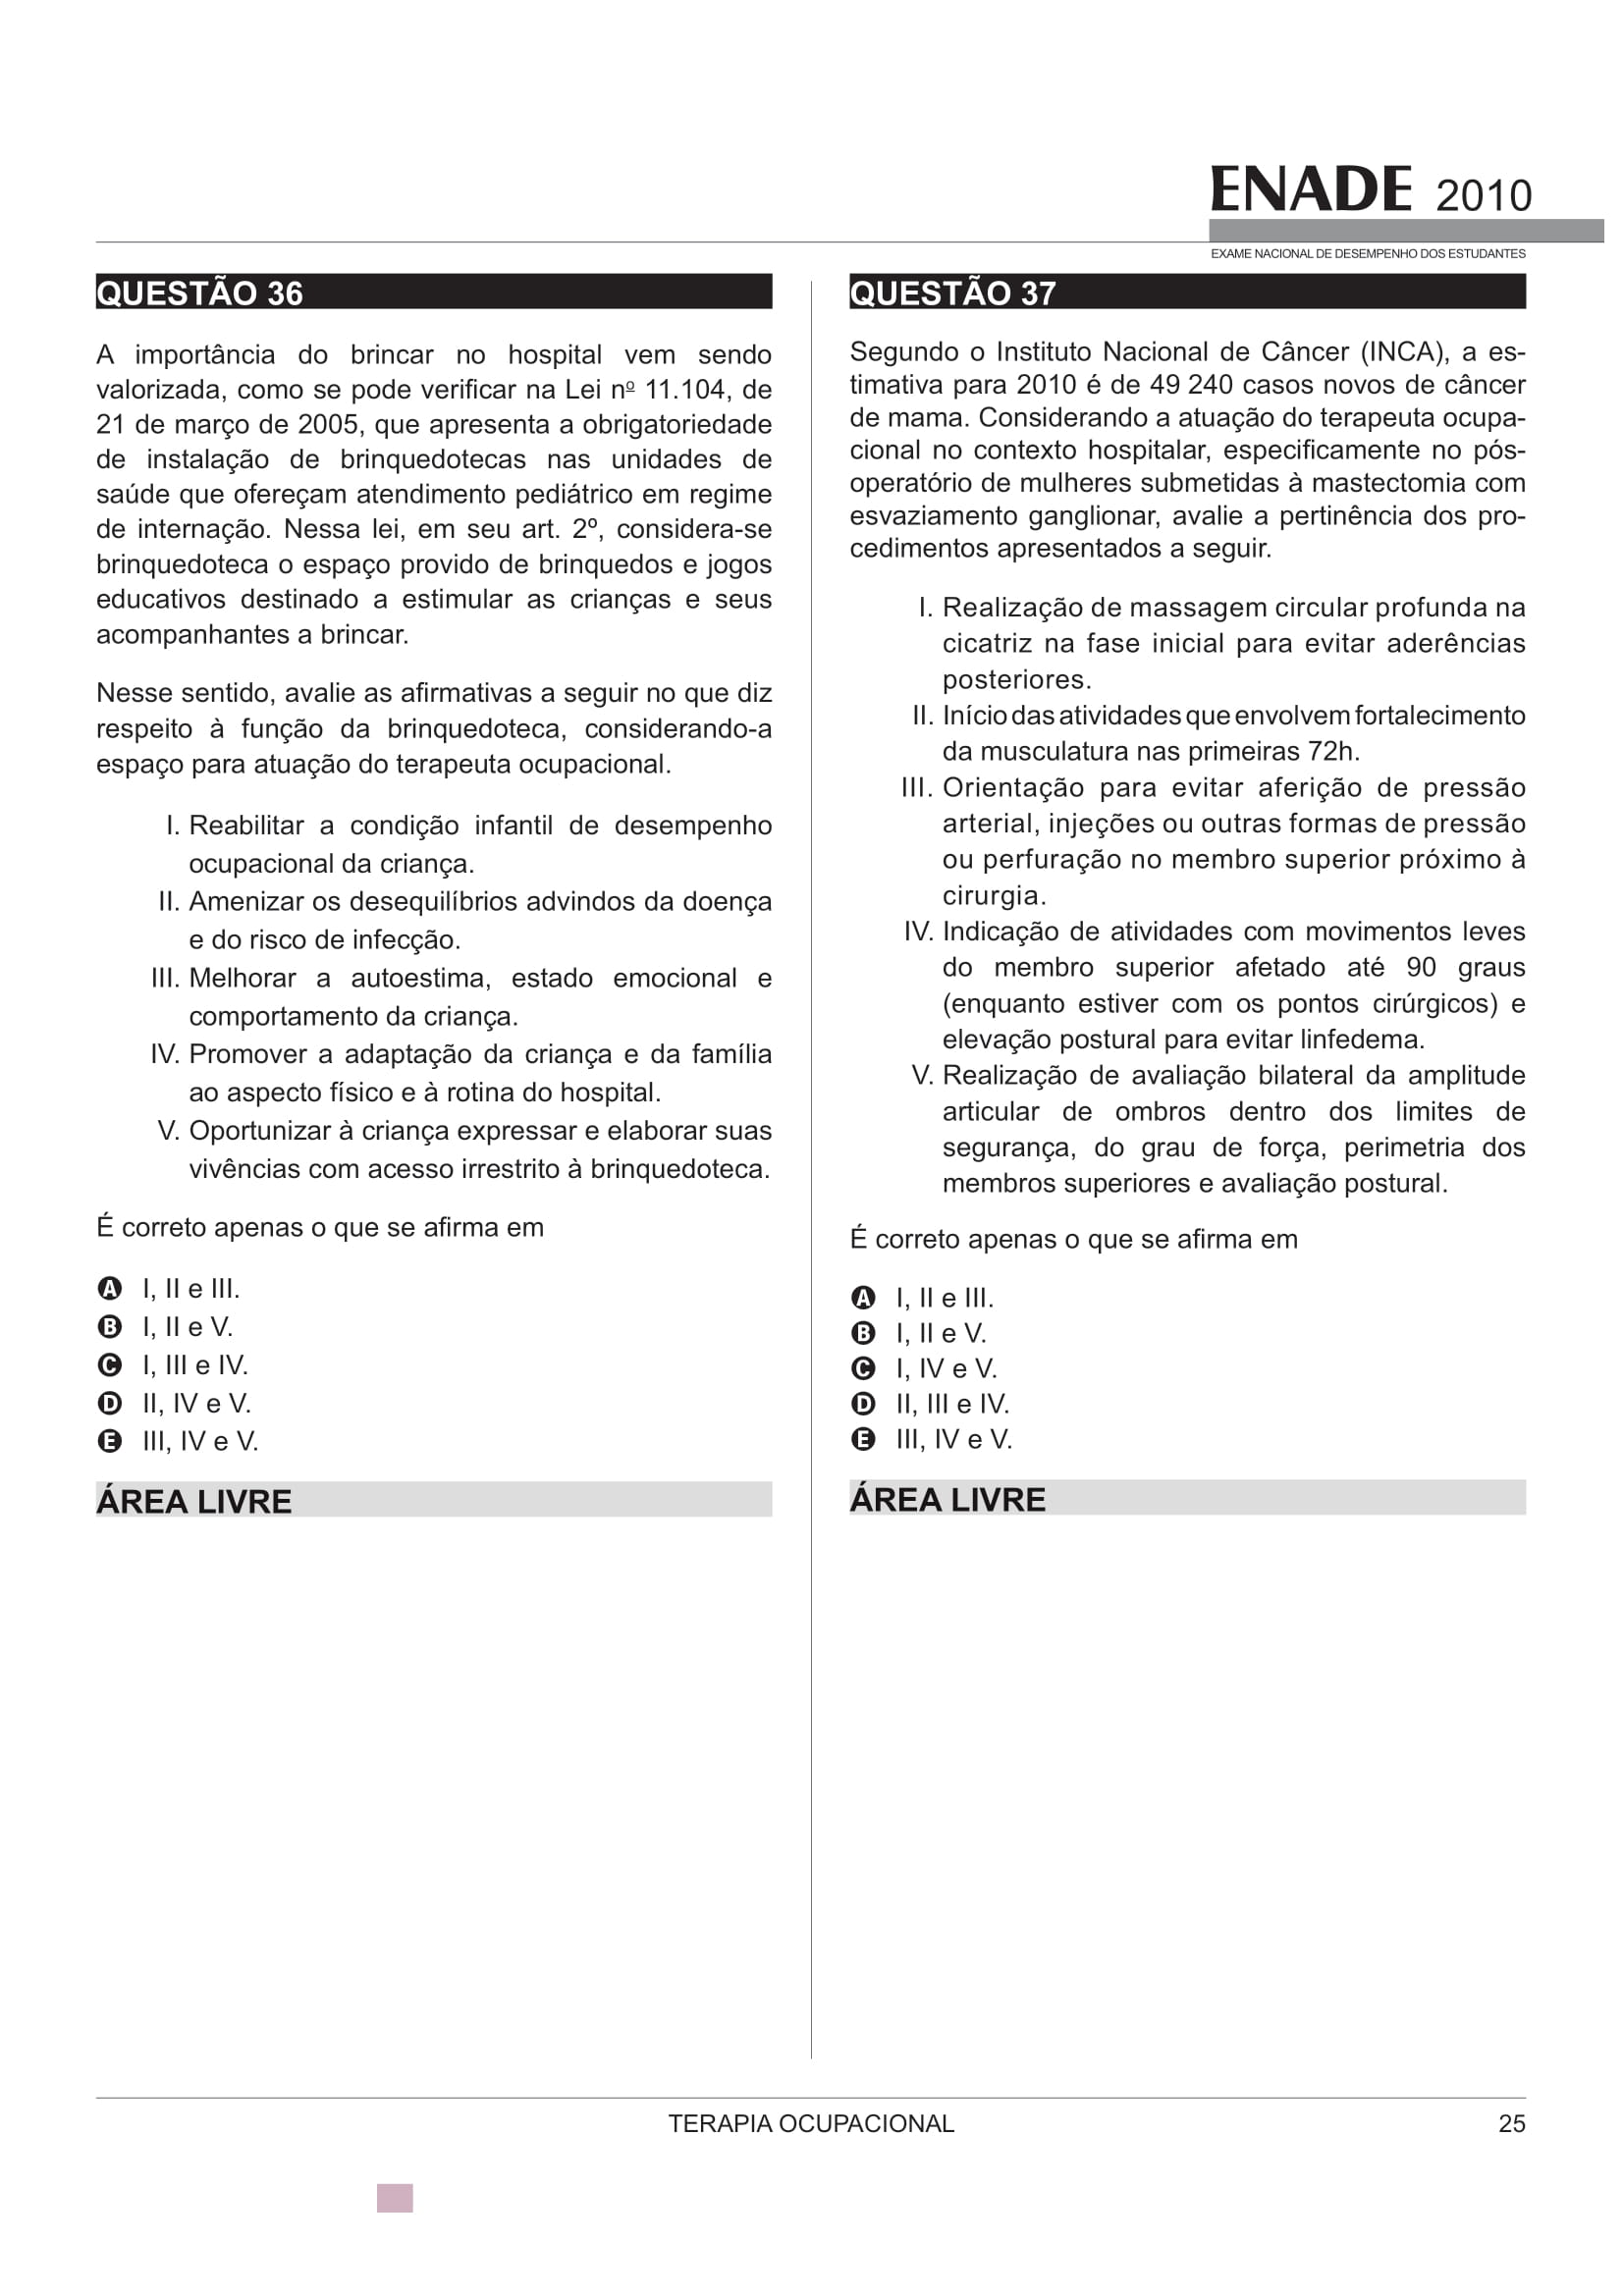 ENADE 2010
EXAME NACIONAL DE DESEMPENHO DOS ESTUDANTES
QUESTÃO 36
A importância do brincar no hospital vem sendo
valorizada, como se pode verificar na Lei nº 11.104, de
21 de março de 2005, que apresenta a obrigatoriedade
de instalação de brinquedotecas nas unidades de
saúde que ofereçam atendimento pediátrico em regime
de internação. Nessa lei, em seu art. 2º, considera-se
brinquedoteca o espaço provido de brinquedos e jogos
educativos destinado a estimular as crianças e seus
acompanhantes a brincar.
Nesse sentido, avalie as afirmativas a seguir no que diz
respeito à função da brinquedoteca, considerando-a
espaço para atuação do terapeuta ocupacional.
I. Reabilitar a condição infantil de desempenho
ocupacional da criança.
II. Amenizar os desequilíbrios advindos da doença
e do risco de infecção.
III. Melhorar a autoestima, estado emocional e
comportamento da criança.
IV. Promover a adaptação da criança e da família
ao aspecto físico e à rotina do hospital.
V. Oportunizar à criança expressar e elaborar suas
vivências com acesso irrestrito à brinquedoteca.
É correto apenas o que se afirma em
A I, II e III.
B I, II e V.
C I, III e IV.
D II, IV e V.
E III, IV e V.
ÁREA LIVRE
QUESTÃO 37
Segundo o Instituto Nacional de Câncer (INCA), a es-
timativa para 2010 é de 49 240 casos novos de câncer
de mama. Considerando a atuação do terapeuta ocupa-
cional no contexto hospitalar, especificamente no pós-
operatório de mulheres submetidas à mastectomia com
esvaziamento ganglionar, avalie a pertinência dos pro-
cedimentos apresentados a seguir.
I. Realização de massagem circular profunda na
cicatriz na fase inicial para evitar aderências
posteriores.
II. Início das atividades que envolvem fortalecimento
da musculatura nas primeiras 72h.
III. Orientação para evitar aferição de pressão
arterial, injeções ou outras formas de pressão
ou perfuração no membro superior próximo à
cirurgia.
IV. Indicação de atividades com movimentos leves
do membro superior afetado até 90 graus
(enquanto estiver com os pontos cirúrgicos) e
elevação postural para evitar linfedema.
V. Realização de avaliação bilateral da amplitude
articular de ombros dentro dos limites de
segurança, do grau de força, perimetria dos
membros superiores e avaliação postural.
É correto apenas o que se afirma em
A I, II e III.
B I, II e V.
C I, IV e V.
D II, III e IV.
E III, IV e V.
ÁREA LIVRE
TERAPIA OCUPACIONAL
25